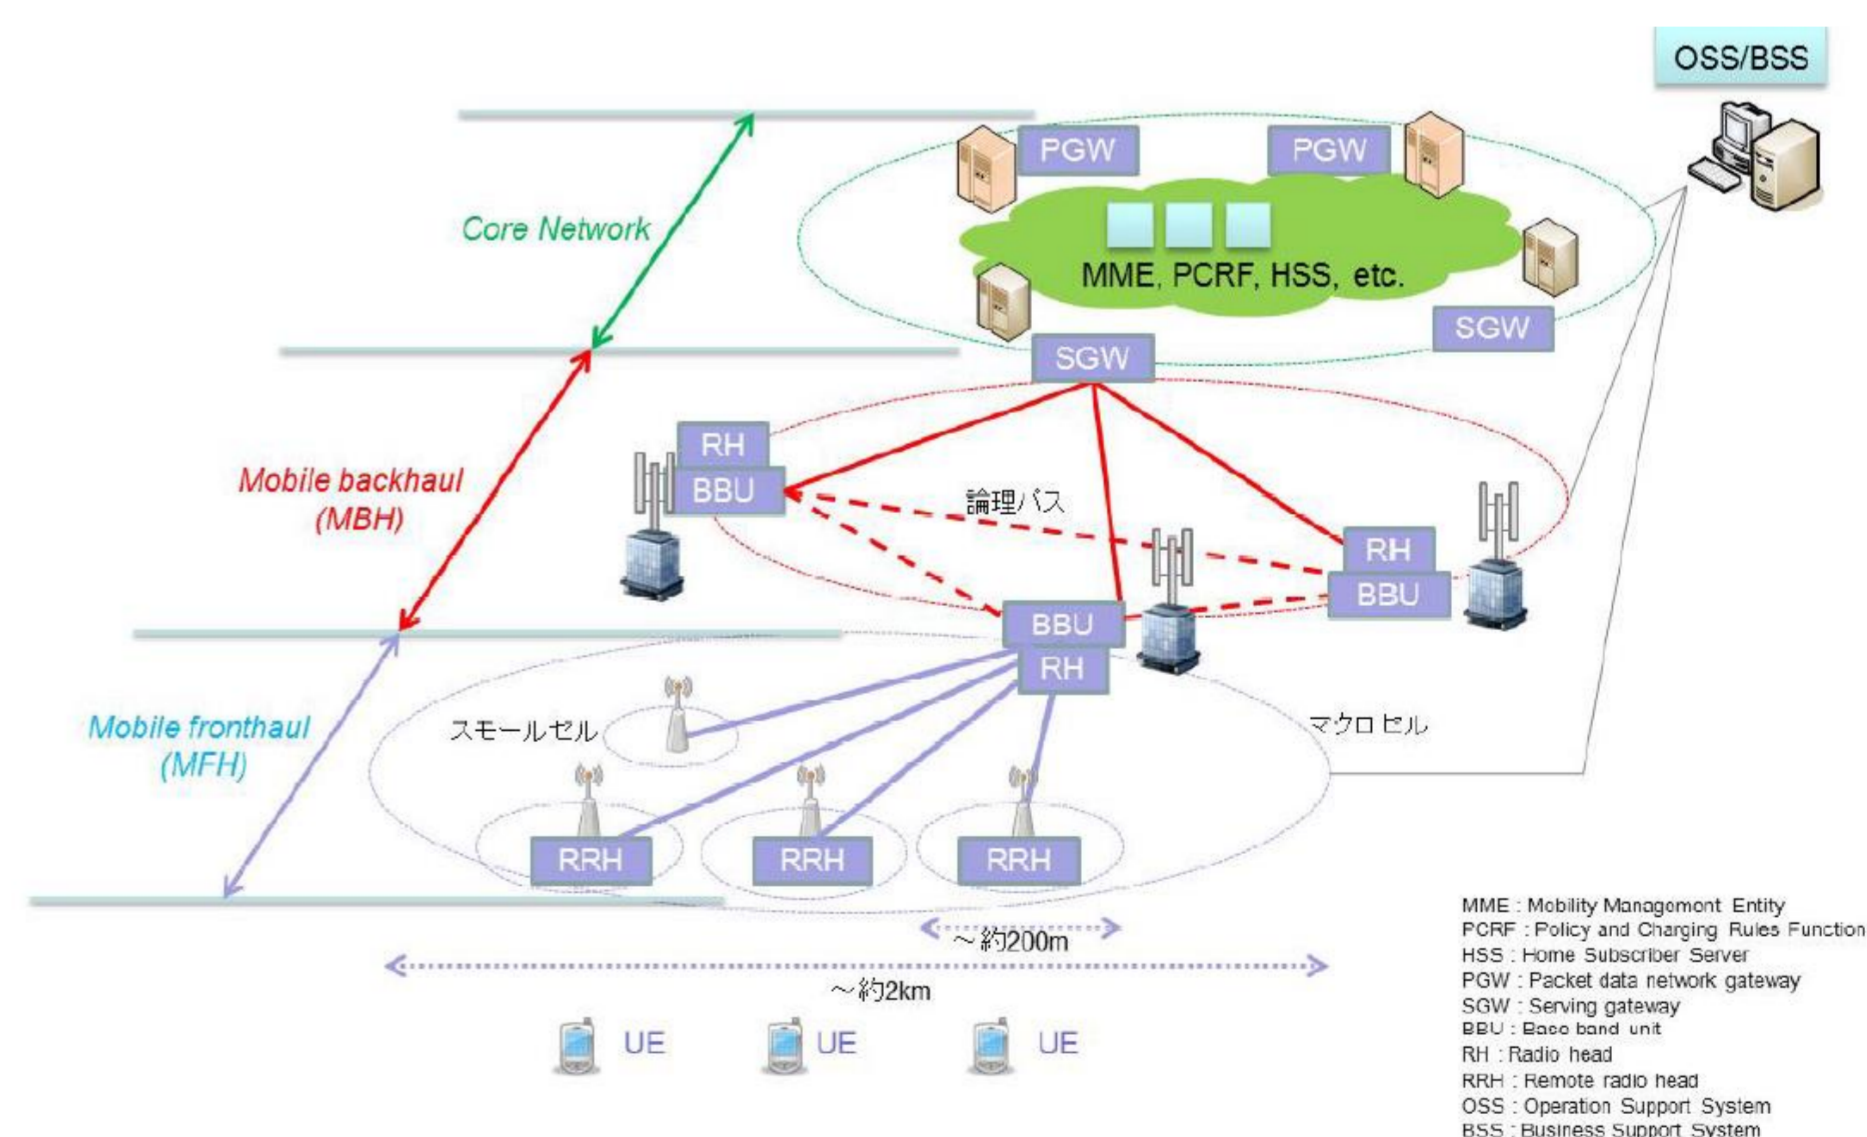 OSS/BSS
PGW
PGW
Core Network
MME, PCRF, HSS, etc.
SGW
SGW
RH
BBU
Mobile backhaul
(MBH)
論理パス
RH
BBU
BBU
RH
Mobile fronthaul
(MFH)
スモールセル
マクロセル
RRH
RRH
RRH
～約200m
～約2km
UE
UE
UE
MME : Mobility Management Entity
PCRF : Policy and Charging Rules Function
HSS : Home Subscriber Server
PGW : Packet data network gateway
SGW : Serving gateway
BBU : Base band unit
RH : Radio head
RRH : Remote radio head
OSS : Operation Support System
BSS : Business Support System